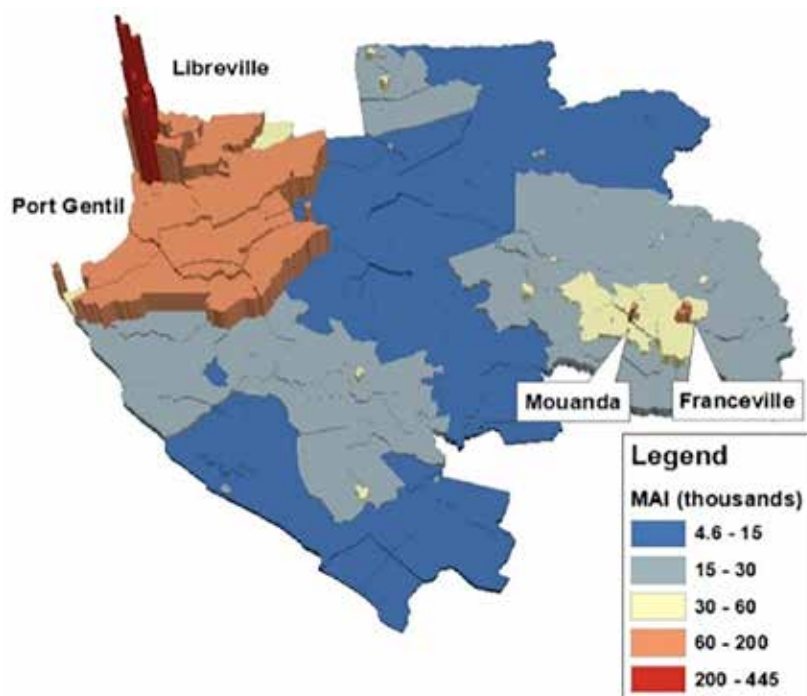 Libreville
Port Gentil
Mouanda
Franceville
Legend
MAI (thousands)
4.6 - 15
15 - 30
30 - 60
60 - 200
200 - 445